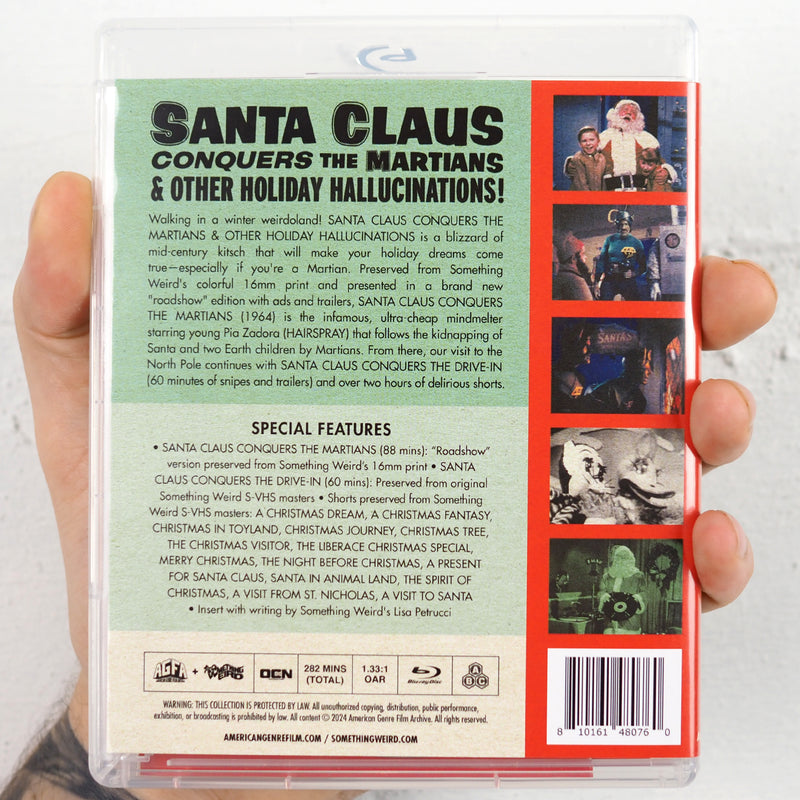 SANTA CLAUS
CONQUERS THE MARTIANS
& OTHER HOLIDAY HALLUCINATIONS!
Walking in a winter weirdoland! SANTA CLAUS CONQUERS THE
MARTIANS & OTHER HOLIDAY HALLUCINATIONS is a blizzard of
mid-century kitsch that will make your holiday dreams come
true—especially if you're a Martian. Preserved from Something
Weird's colorful 16mm print and presented in a brand new
"roadshow" edition with ads and trailers, SANTA CLAUS CONQUERS
THE MARTIANS (1964) is the infamous, ultra-cheap mindmelter
starring young Pia Zadora (HAIRSPRAY) that follows the kidnapping of
Santa and two Earth children by Martians. From there, our visit to the
North Pole continues with SANTA CLAUS CONQUERS THE DRIVE-IN
(60 minutes of snipes and trailers) and over two hours of delirious shorts.
SPECIAL FEATURES
• SANTA CLAUS CONQUERS THE MARTIANS (88 mins): “Roadshow”
version preserved from Something Weird's 16mm print • SANTA
CLAUS CONQUERS THE DRIVE-IN (60 mins): Preserved from original
Something Weird S-VHS masters • Shorts preserved from Something
Weird S-VHS masters: A CHRISTMAS DREAM, A CHRISTMAS FANTASY,
CHRISTMAS IN TOYLAND, CHRISTMAS JOURNEY, CHRISTMAS TREE,
THE CHRISTMAS VISITOR, THE LIBERACE CHRISTMAS SPECIAL,
MERRY CHRISTMAS, THE NIGHT BEFORE CHRISTMAS, A PRESENT
FOR SANTA CLAUS, SANTA IN ANIMAL LAND, THE SPIRIT OF
CHRISTMAS, A VISIT FROM ST. NICHOLAS, A VISIT TO SANTA
• Insert with writing by Something Weird's Lisa Petrucci
SANTA'S
AGFA + SOMETHING WEIRD OCN 282 MINS (TOTAL) 1.33:1 OAR Blu-ray Disc A B C
WARNING: THIS COLLECTION IS PROTECTED BY LAW. All unauthorized copying, distribution, public performance,
exhibition, or broadcasting is prohibited by law. All content © 2024 American Genre Film Archive. All rights reserved.
AMERICANGENREFILM.COM / SOMETHINGWEIRD.COM
8 10161 48076 0